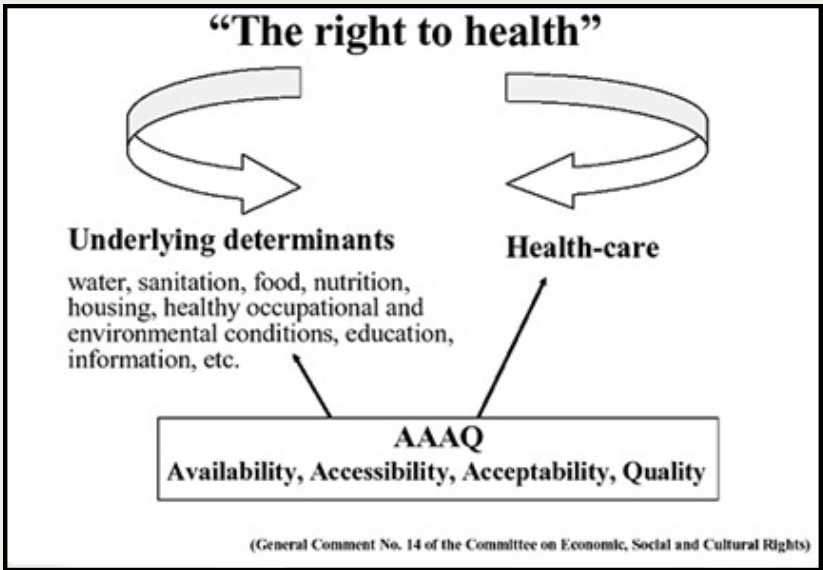 “The right to health”
Underlying determinants
water, sanitation, food, nutrition,
housing, healthy occupational and
environmental conditions, education,
information, etc.
Health-care
AAAQ
Availability, Accessibility, Acceptability, Quality
(General Comment No. 14 of the Committee on Economic, Social and Cultural Rights)